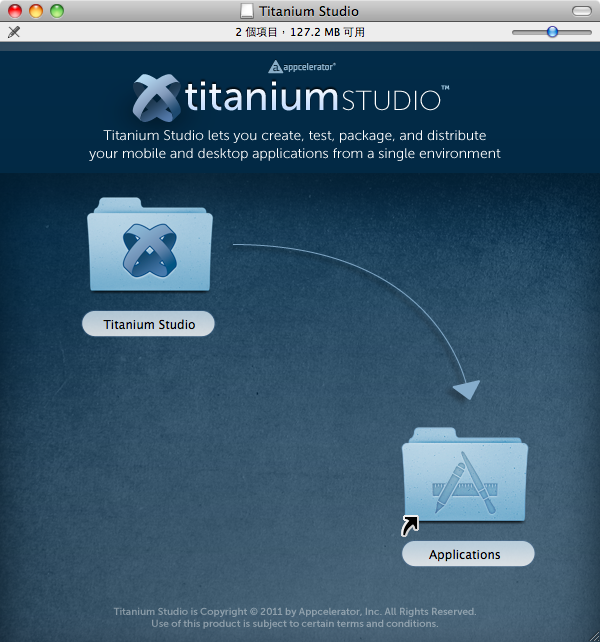 Titanium Studio
2 個項目，127.2 MB 可用
appcelerator®
titanium STUDIO™
Titanium Studio lets you create, test, package, and distribute
your mobile and desktop applications from a single environment
Titanium Studio
Applications
Titanium Studio is Copyright © 2011 by Appcelerator, Inc. All Rights Reserved.
Use of this product is subject to certain terms and conditions.